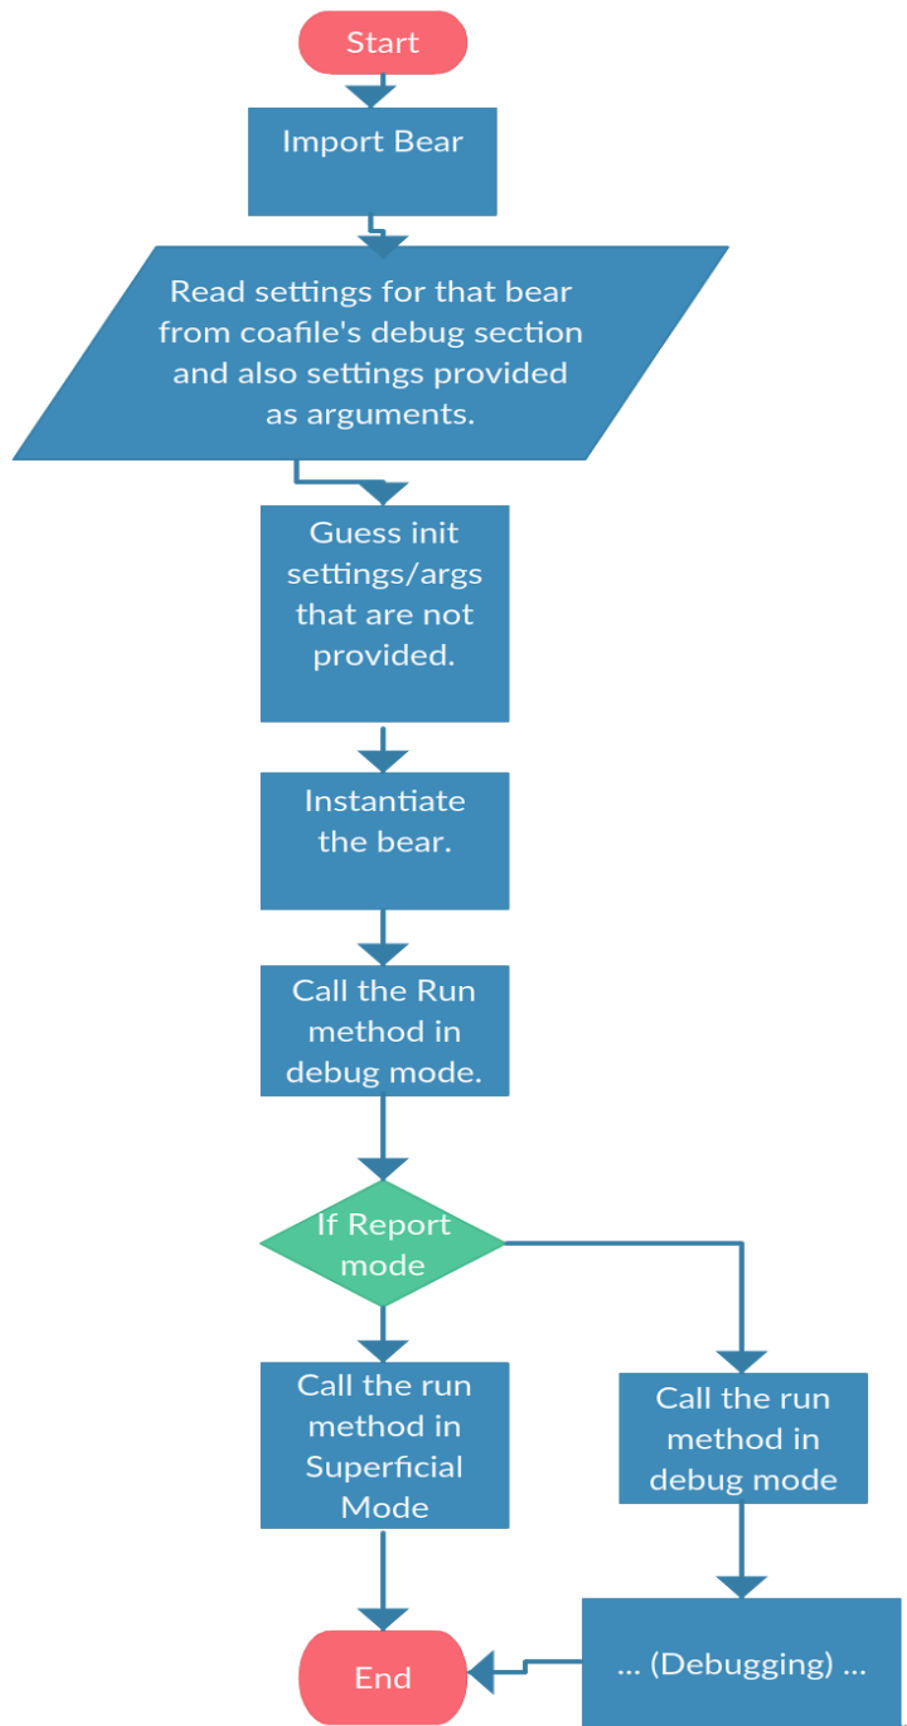 Start
Import Bear
Read settings for that bear
from coafile's debug section
and also settings provided
as arguments.
Guess init
settings/args
that are not
provided.
Instantiate
the bear.
Call the Run
method in
debug mode.
If Report
mode
Call the run
method in
Superficial
Mode
Call the run
method in
debug mode
... (Debugging) ...
End